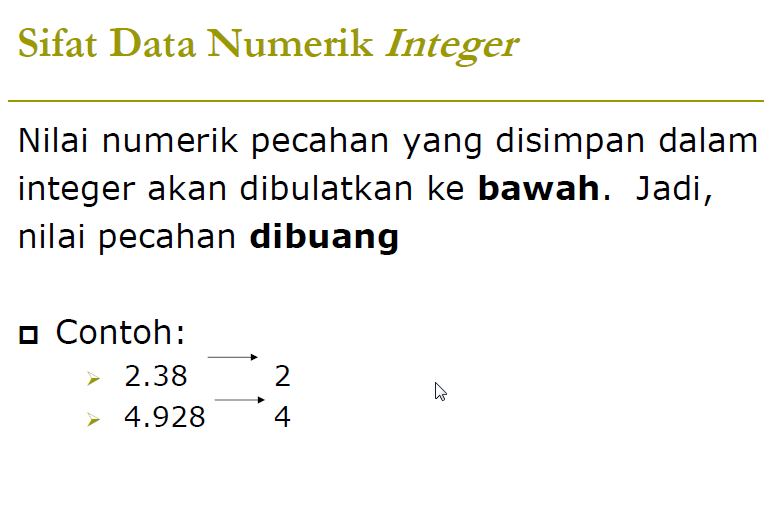 Sifat Data Numerik Integer
Nilai numerik pecahan yang disimpan dalam
integer akan dibulatkan ke bawah. Jadi,
nilai pecahan dibuang
Contoh:
2.38 2
4.928 4